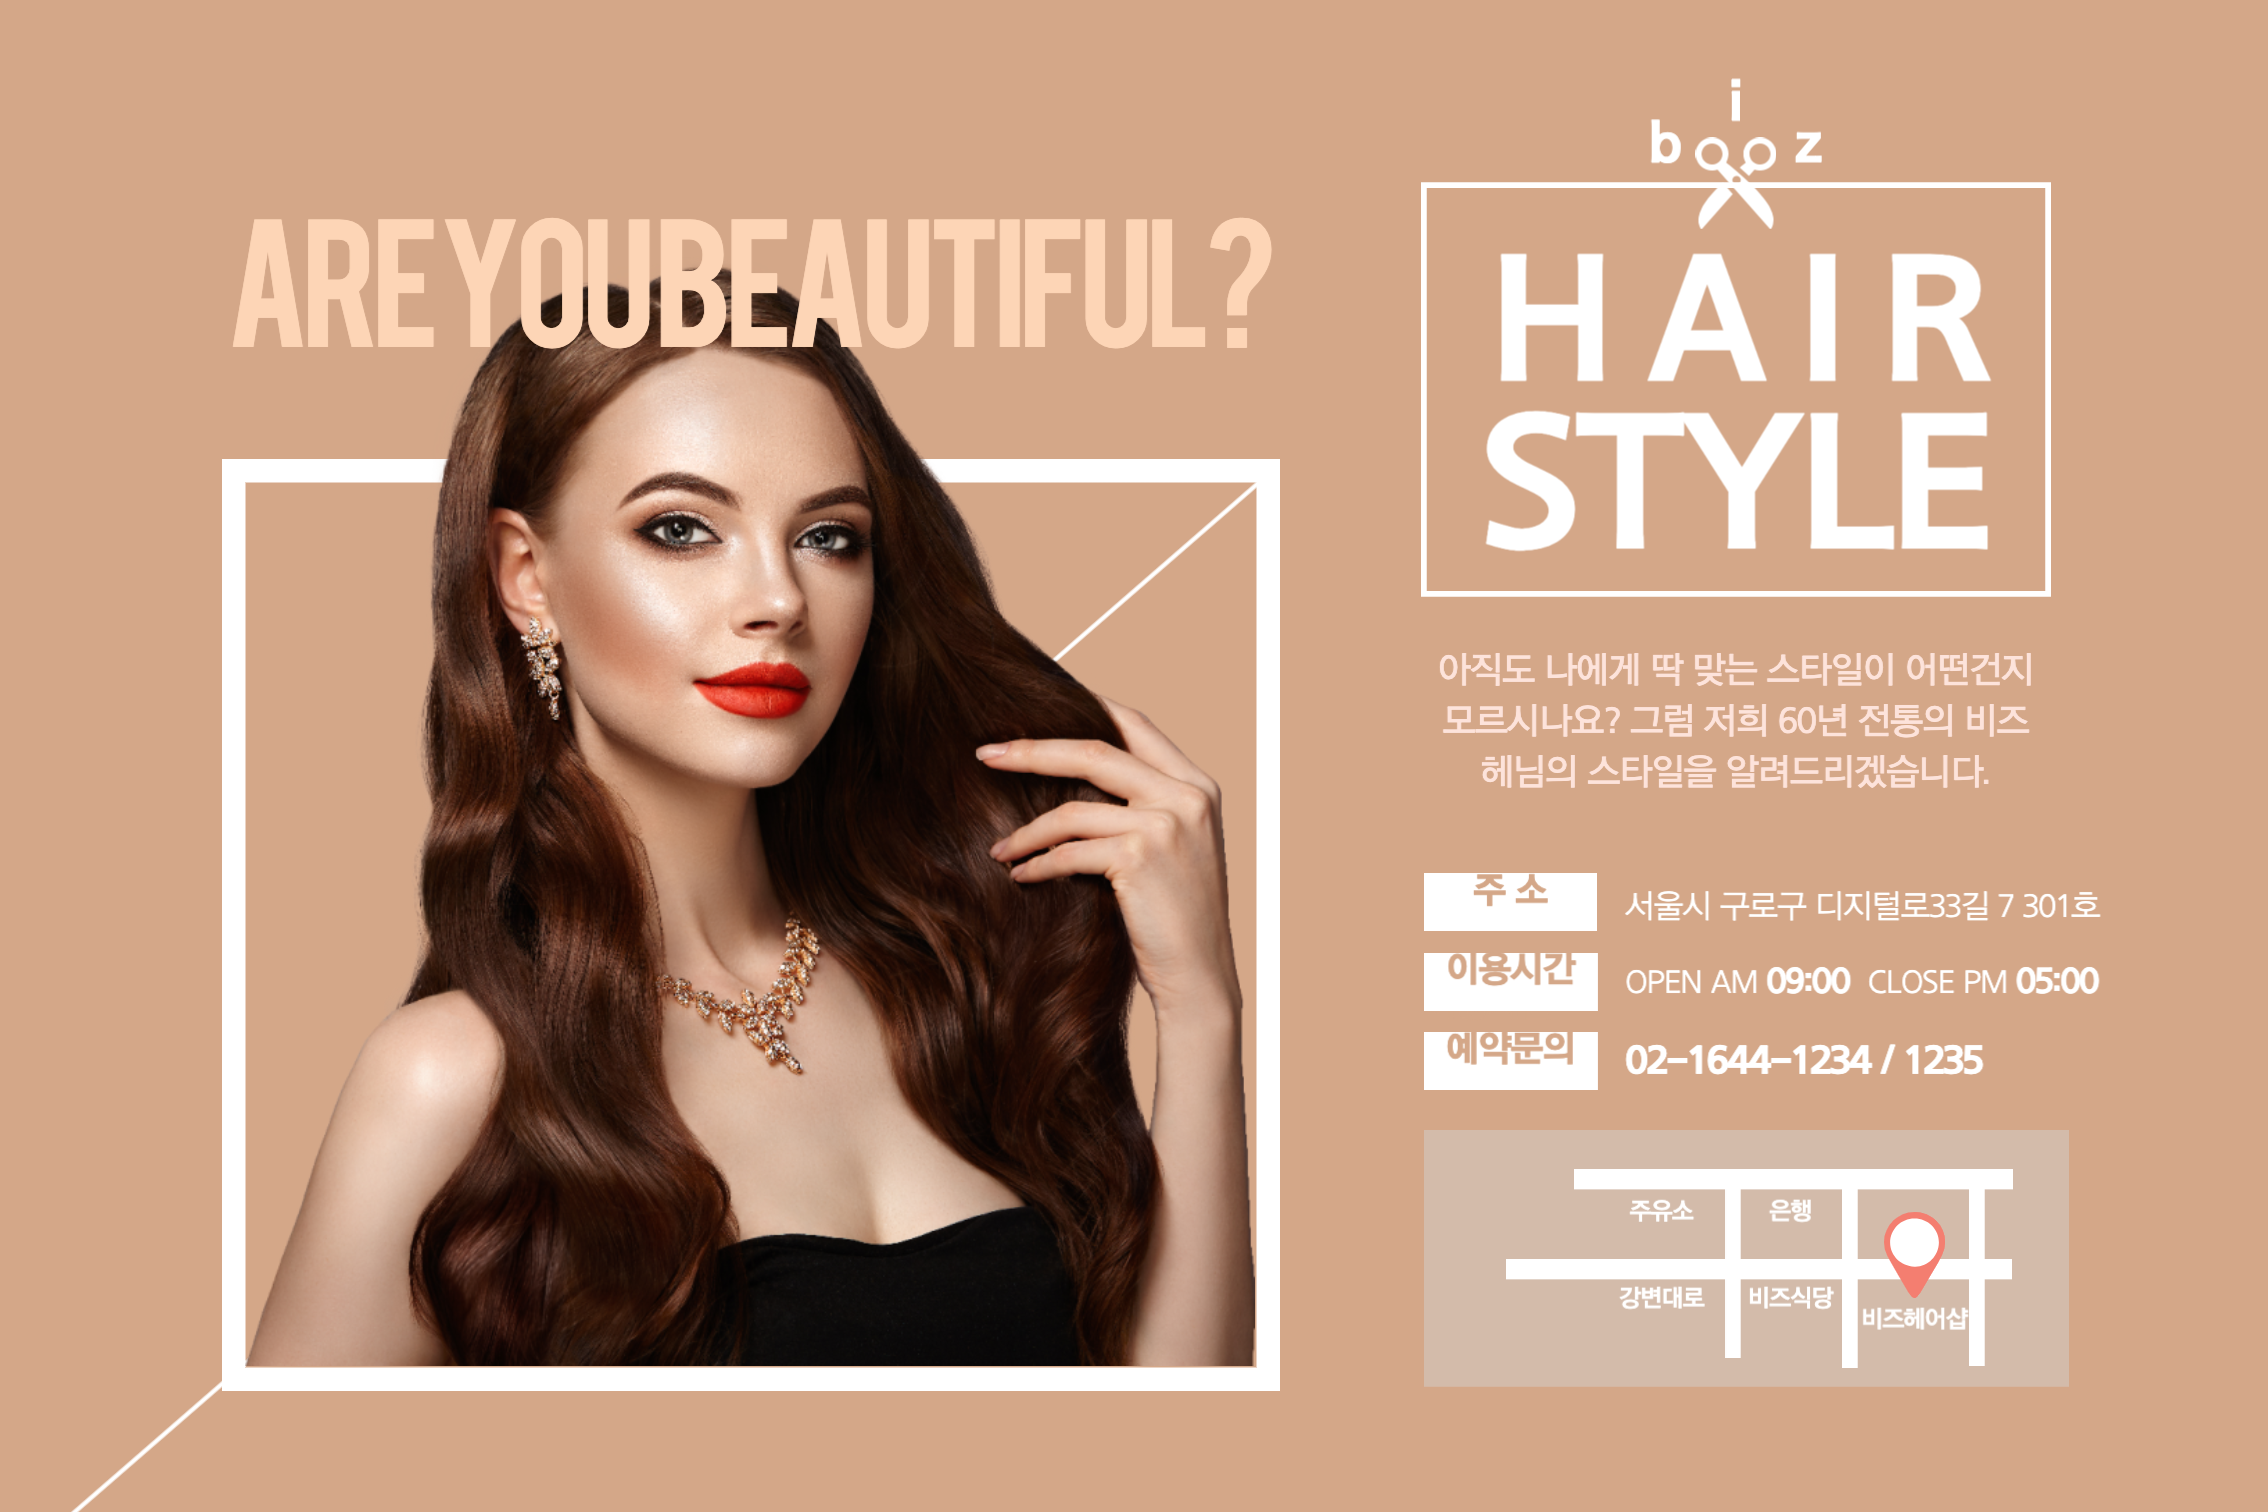 ARE YOU BEAUTIFUL?
biz
HAIR
STYLE
아직도 나에게 딱 맞는 스타일이 어떤건지
모르시나요? 그럼 저희 60년 전통의 비즈
헤님의 스타일을 알려드리겠습니다.
주 소 서울시 구로구 디지털로33길 7 301호
이용시간 OPEN AM 09:00 CLOSE PM 05:00
예약문의 02-1644-1234 / 1235
주유소 은행
강변대로 비즈식당
비즈헤어샵